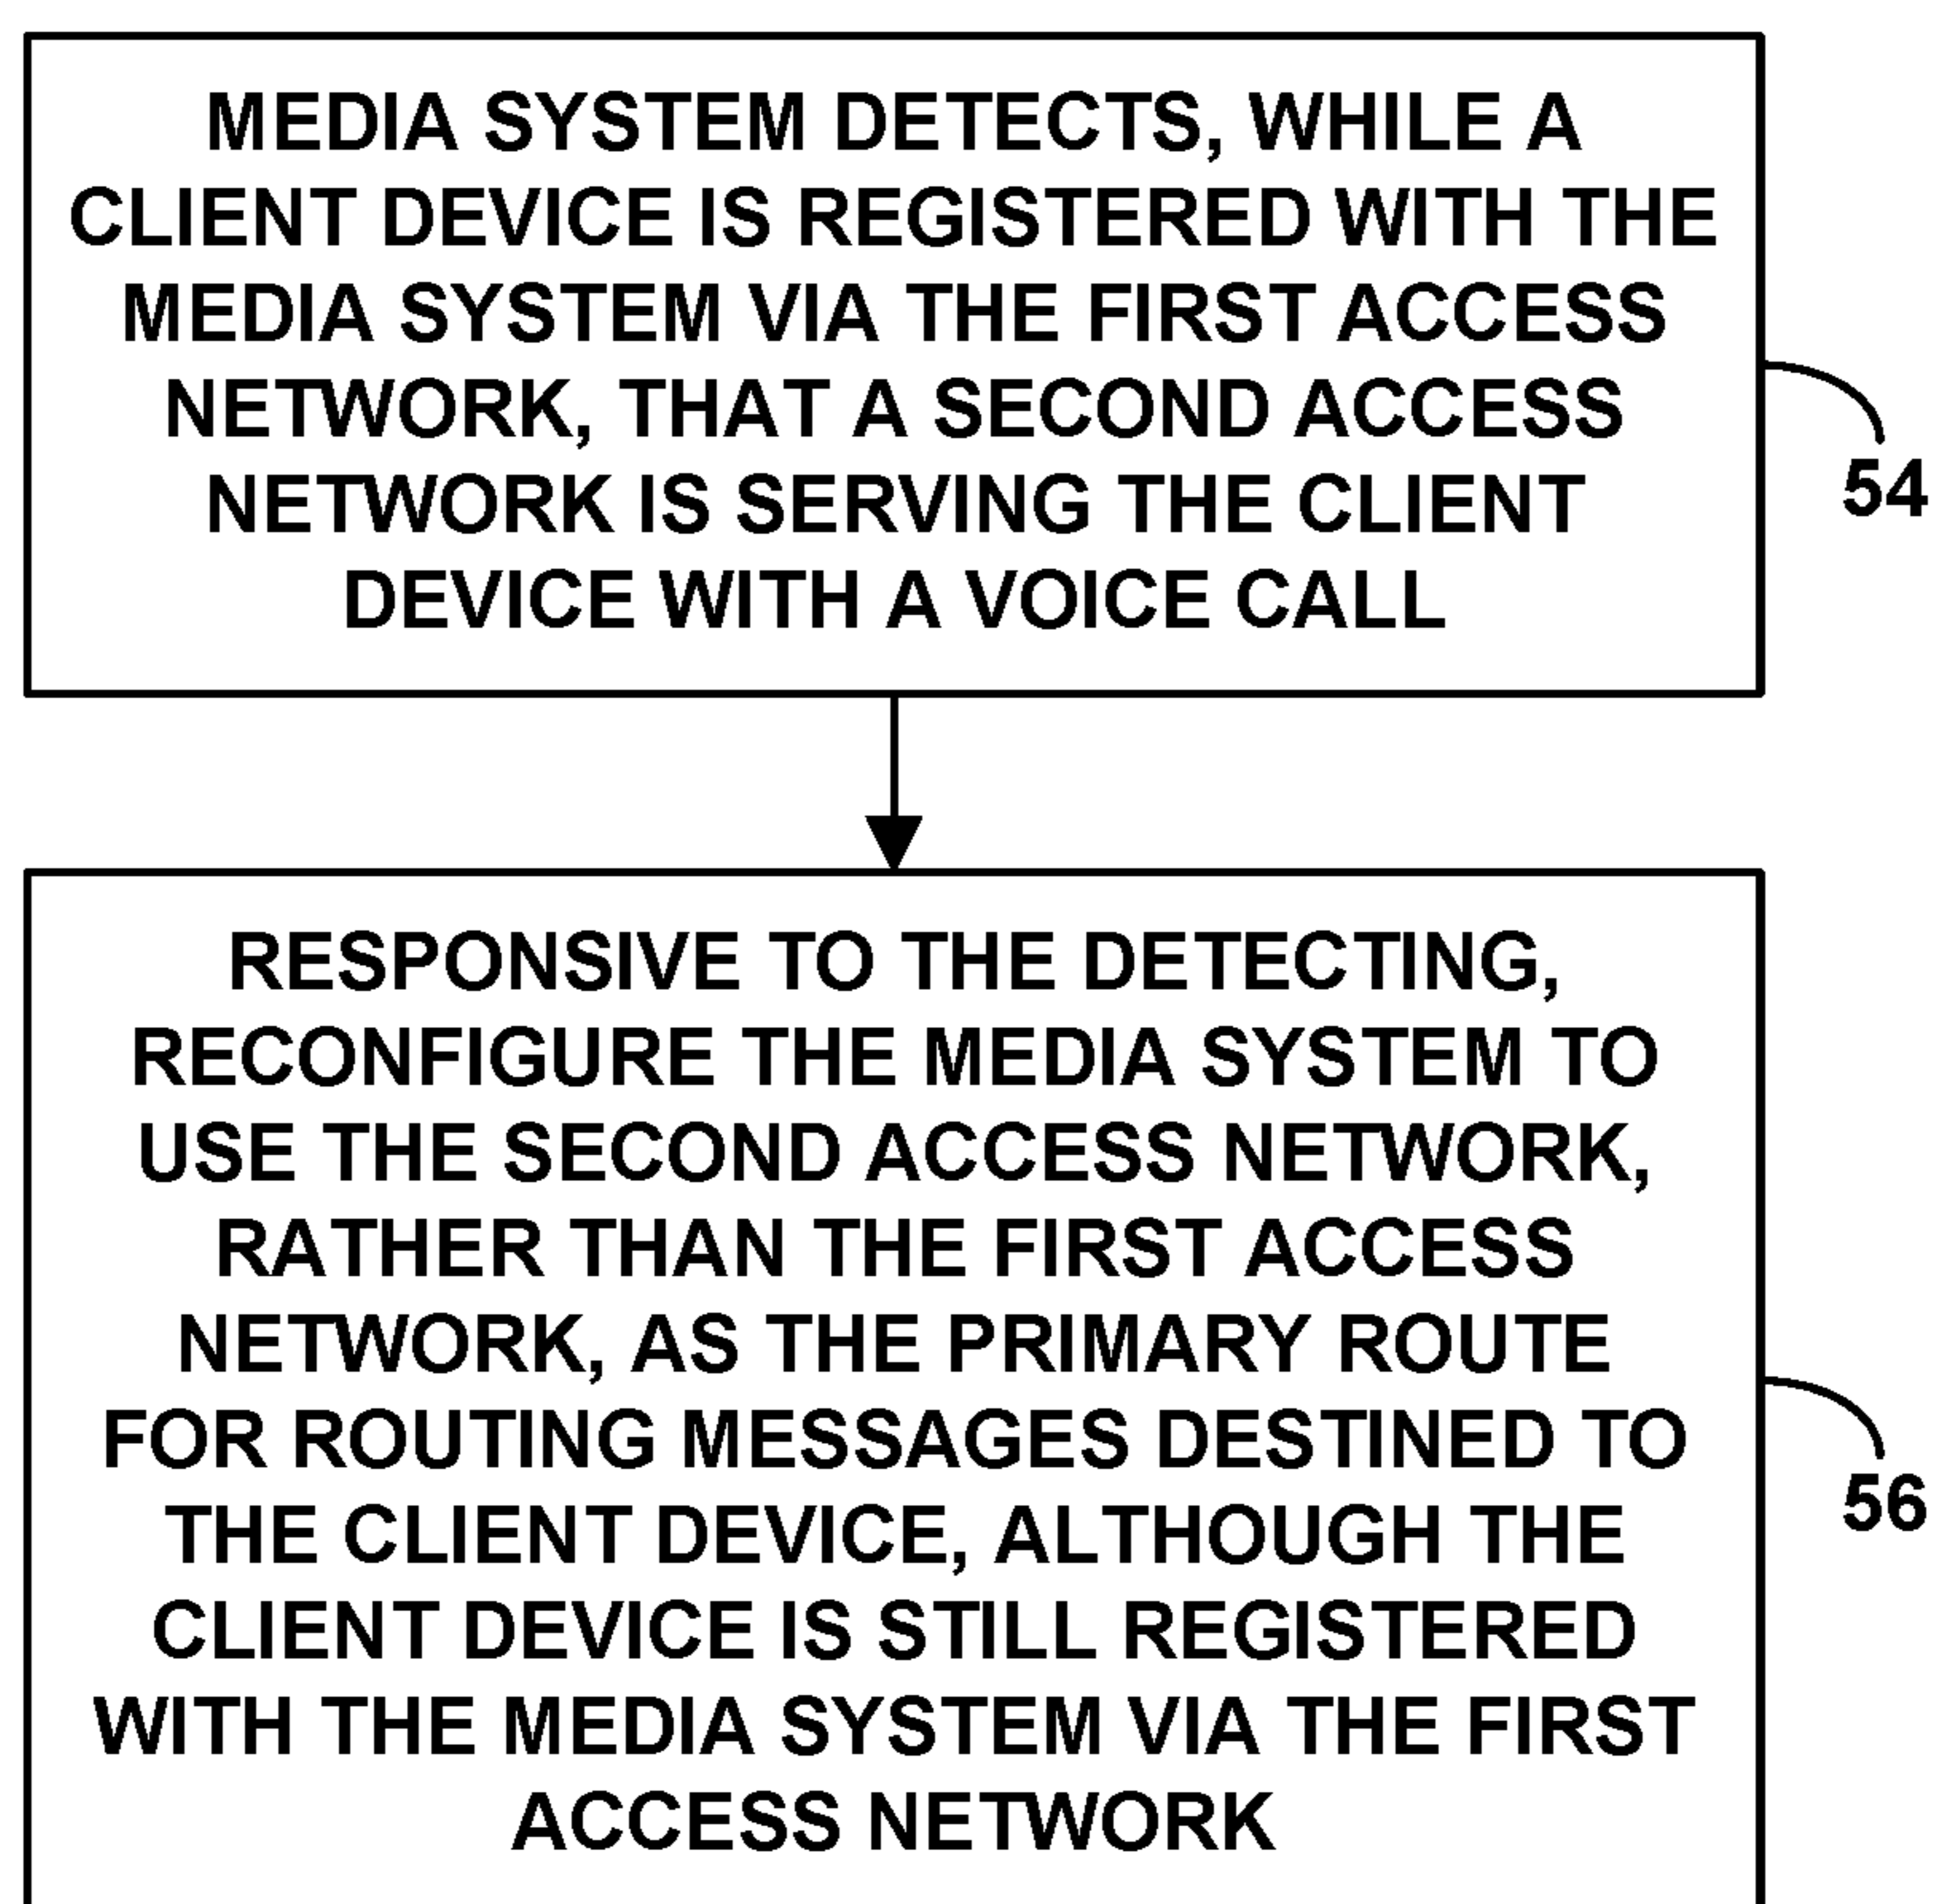 MEDIA SYSTEM DETECTS, WHILE A
CLIENT DEVICE IS REGISTERED WITH THE
MEDIA SYSTEM VIA THE FIRST ACCESS
NETWORK, THAT A SECOND ACCESS
NETWORK IS SERVING THE CLIENT
DEVICE WITH A VOICE CALL
54
RESPONSIVE TO THE DETECTING,
RECONFIGURE THE MEDIA SYSTEM TO
USE THE SECOND ACCESS NETWORK,
RATHER THAN THE FIRST ACCESS
NETWORK, AS THE PRIMARY ROUTE
FOR ROUTING MESSAGES DESTINED TO
THE CLIENT DEVICE, ALTHOUGH THE
CLIENT DEVICE IS STILL REGISTERED
WITH THE MEDIA SYSTEM VIA THE FIRST
ACCESS NETWORK
56